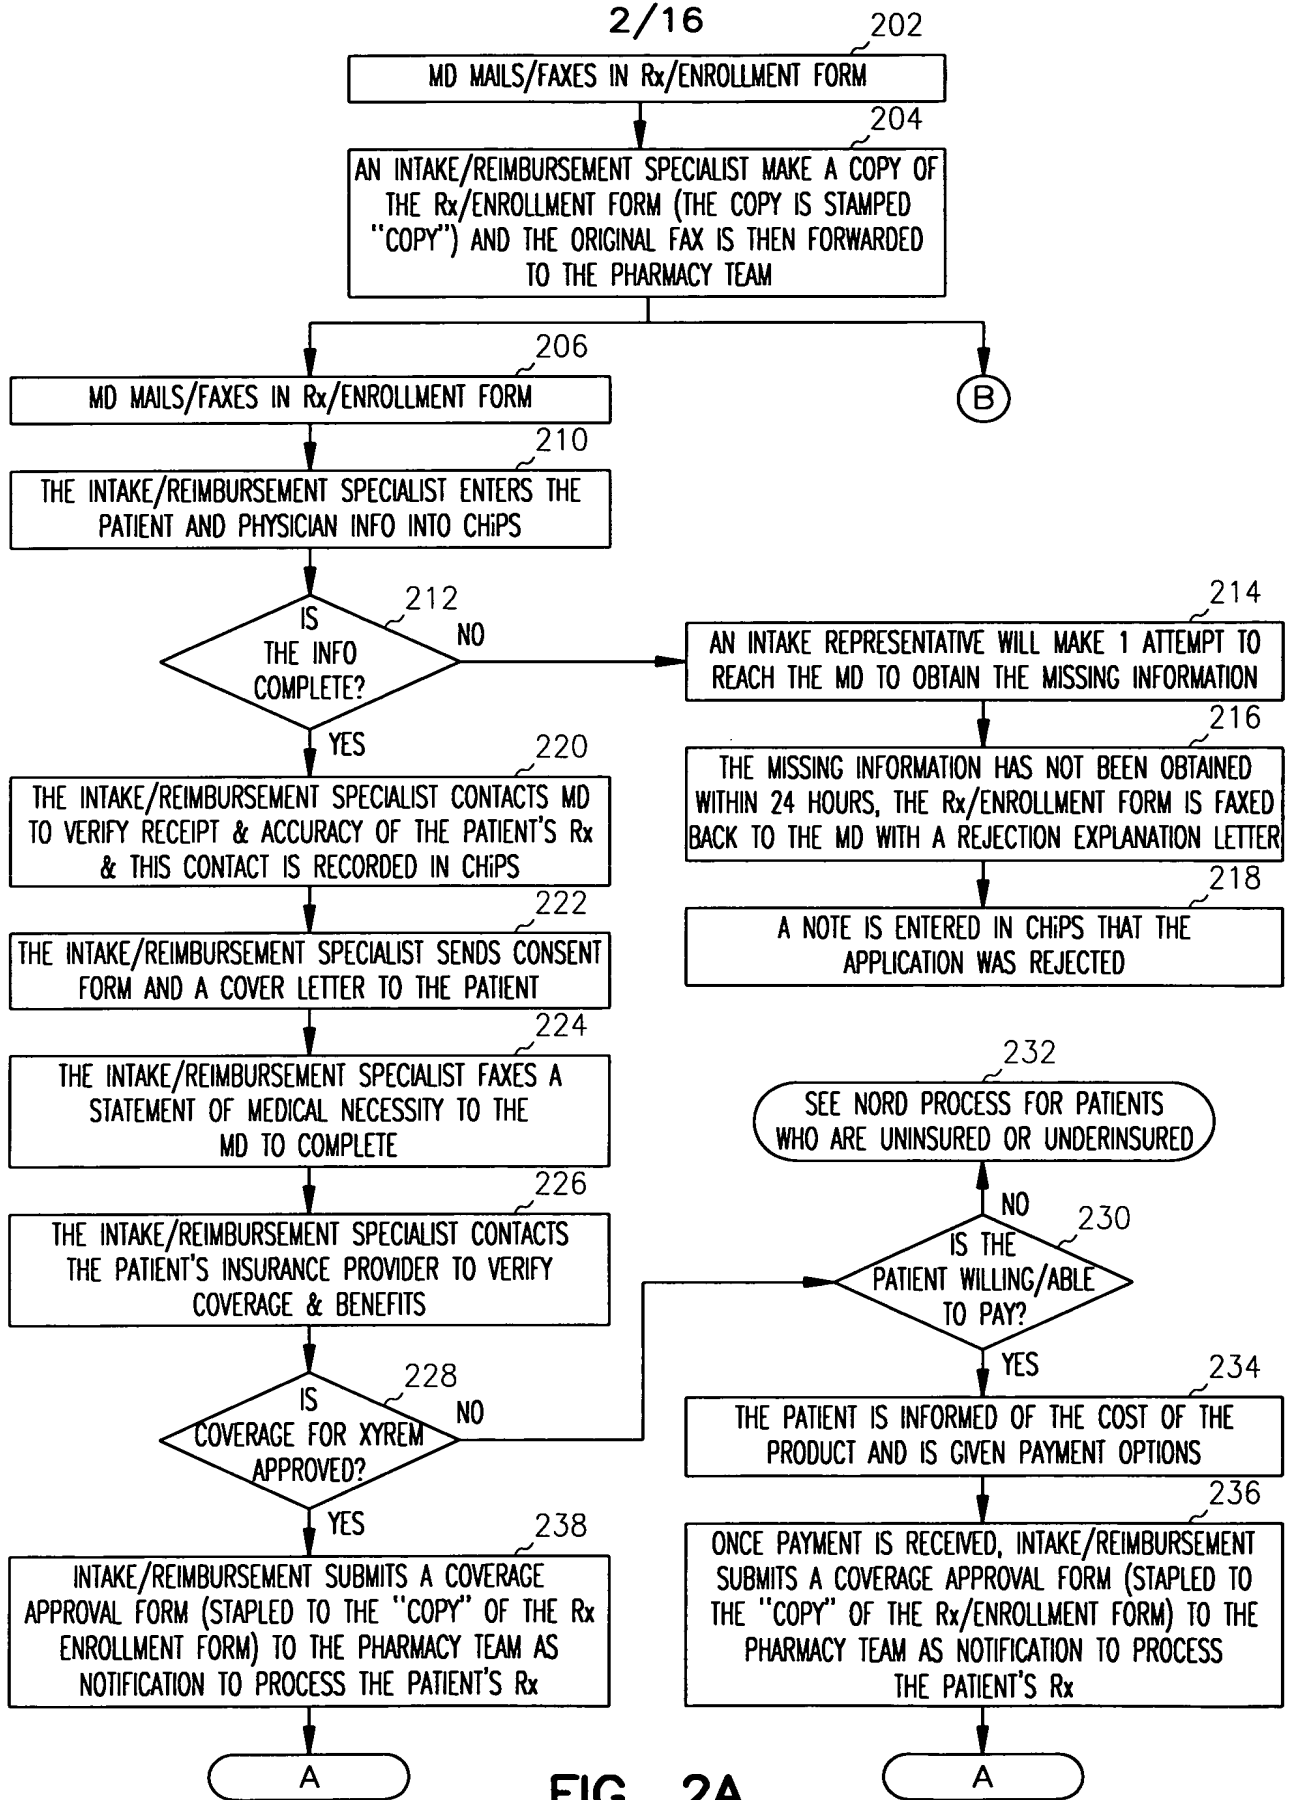 2/16
202
MD MAILS/FAXES IN Rx/ENROLLMENT FORM
204
AN INTAKE/REIMBURSEMENT SPECIALIST MAKE A COPY OF
THE Rx/ENROLLMENT FORM (THE COPY IS STAMPED
"COPY") AND THE ORIGINAL FAX IS THEN FORWARDED
TO THE PHARMACY TEAM
206
MD MAILS/FAXES IN Rx/ENROLLMENT FORM
B
210
THE INTAKE/REIMBURSEMENT SPECIALIST ENTERS THE
PATIENT AND PHYSICIAN INFO INTO CHiPS
212
IS
THE INFO
COMPLETE?
NO
YES
214
AN INTAKE REPRESENTATIVE WILL MAKE 1 ATTEMPT TO
REACH THE MD TO OBTAIN THE MISSING INFORMATION
216
THE MISSING INFORMATION HAS NOT BEEN OBTAINED
WITHIN 24 HOURS, THE Rx/ENROLLMENT FORM IS FAXED
BACK TO THE MD WITH A REJECTION EXPLANATION LETTER
218
A NOTE IS ENTERED IN CHiPS THAT THE
APPLICATION WAS REJECTED
220
THE INTAKE/REIMBURSEMENT SPECIALIST CONTACTS MD
TO VERIFY RECEIPT & ACCURACY OF THE PATIENT'S Rx
& THIS CONTACT IS RECORDED IN CHiPS
222
THE INTAKE/REIMBURSEMENT SPECIALIST SENDS CONSENT
FORM AND A COVER LETTER TO THE PATIENT
224
THE INTAKE/REIMBURSEMENT SPECIALIST FAXES A
STATEMENT OF MEDICAL NECESSITY TO THE
MD TO COMPLETE
226
THE INTAKE/REIMBURSEMENT SPECIALIST CONTACTS
THE PATIENT'S INSURANCE PROVIDER TO VERIFY
COVERAGE & BENEFITS
228
IS
COVERAGE FOR XYREM
APPROVED?
NO
YES
232
SEE NORD PROCESS FOR PATIENTS
WHO ARE UNINSURED OR UNDERINSURED
NO
230
IS THE
PATIENT WILLING/ABLE
TO PAY?
YES
234
THE PATIENT IS INFORMED OF THE COST OF THE
PRODUCT AND IS GIVEN PAYMENT OPTIONS
236
ONCE PAYMENT IS RECEIVED, INTAKE/REIMBURSEMENT
SUBMITS A COVERAGE APPROVAL FORM (STAPLED TO
THE "COPY" OF THE Rx/ENROLLMENT FORM) TO THE
PHARMACY TEAM AS NOTIFICATION TO PROCESS
THE PATIENT'S Rx
A
238
INTAKE/REIMBURSEMENT SUBMITS A COVERAGE
APPROVAL FORM (STAPLED TO THE "COPY" OF THE Rx
ENROLLMENT FORM) TO THE PHARMACY TEAM AS
NOTIFICATION TO PROCESS THE PATIENT'S Rx
A
FIG. 2A